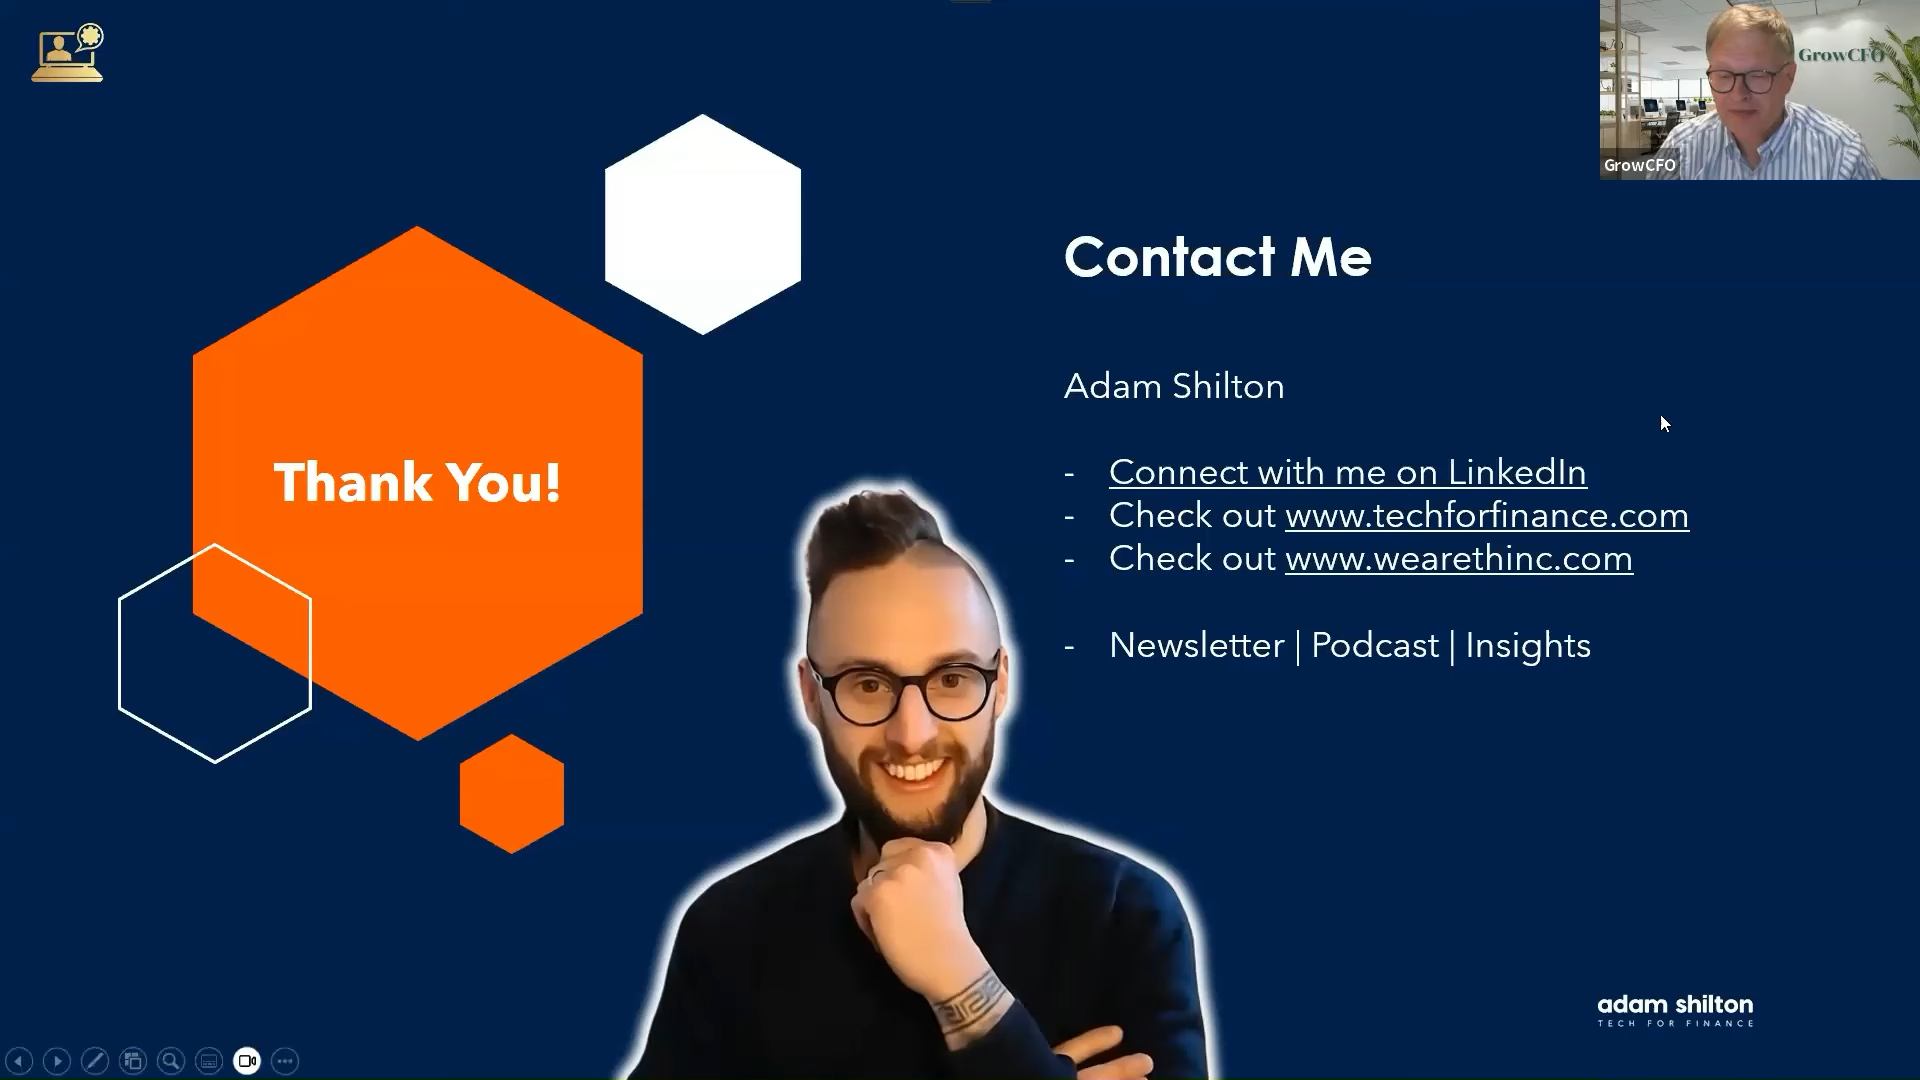 GrowCFO
GrowCFO
Contact Me
Adam Shilton
Thank You!
- Connect with me on LinkedIn
- Check out www.techforfinance.com
- Check out www.wearethinc.com
- Newsletter | Podcast | Insights
adam shilton
TECH FOR FINANCE